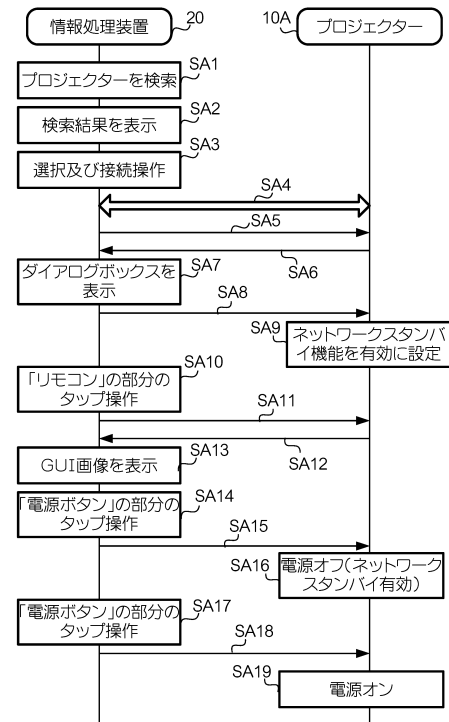 情報処理装置
20
10A
プロジェクター
プロジェクターを検索
SA1
検索結果を表示
SA2
選択及び接続操作
SA3
SA4
SA5
SA6
ダイアログボックスを
表示
SA7
SA8
SA9
ネットワークスタンバ
イ機能を有効に設定
「リモコン」の部分の
タップ操作
SA10
SA11
SA12
GUI画像を表示
SA13
「電源ボタン」の部分の
タップ操作
SA14
SA15
SA16
電源オフ(ネットワーク
スタンバイ有効)
「電源ボタン」の部分の
タップ操作
SA17
SA18
SA19
電源オン